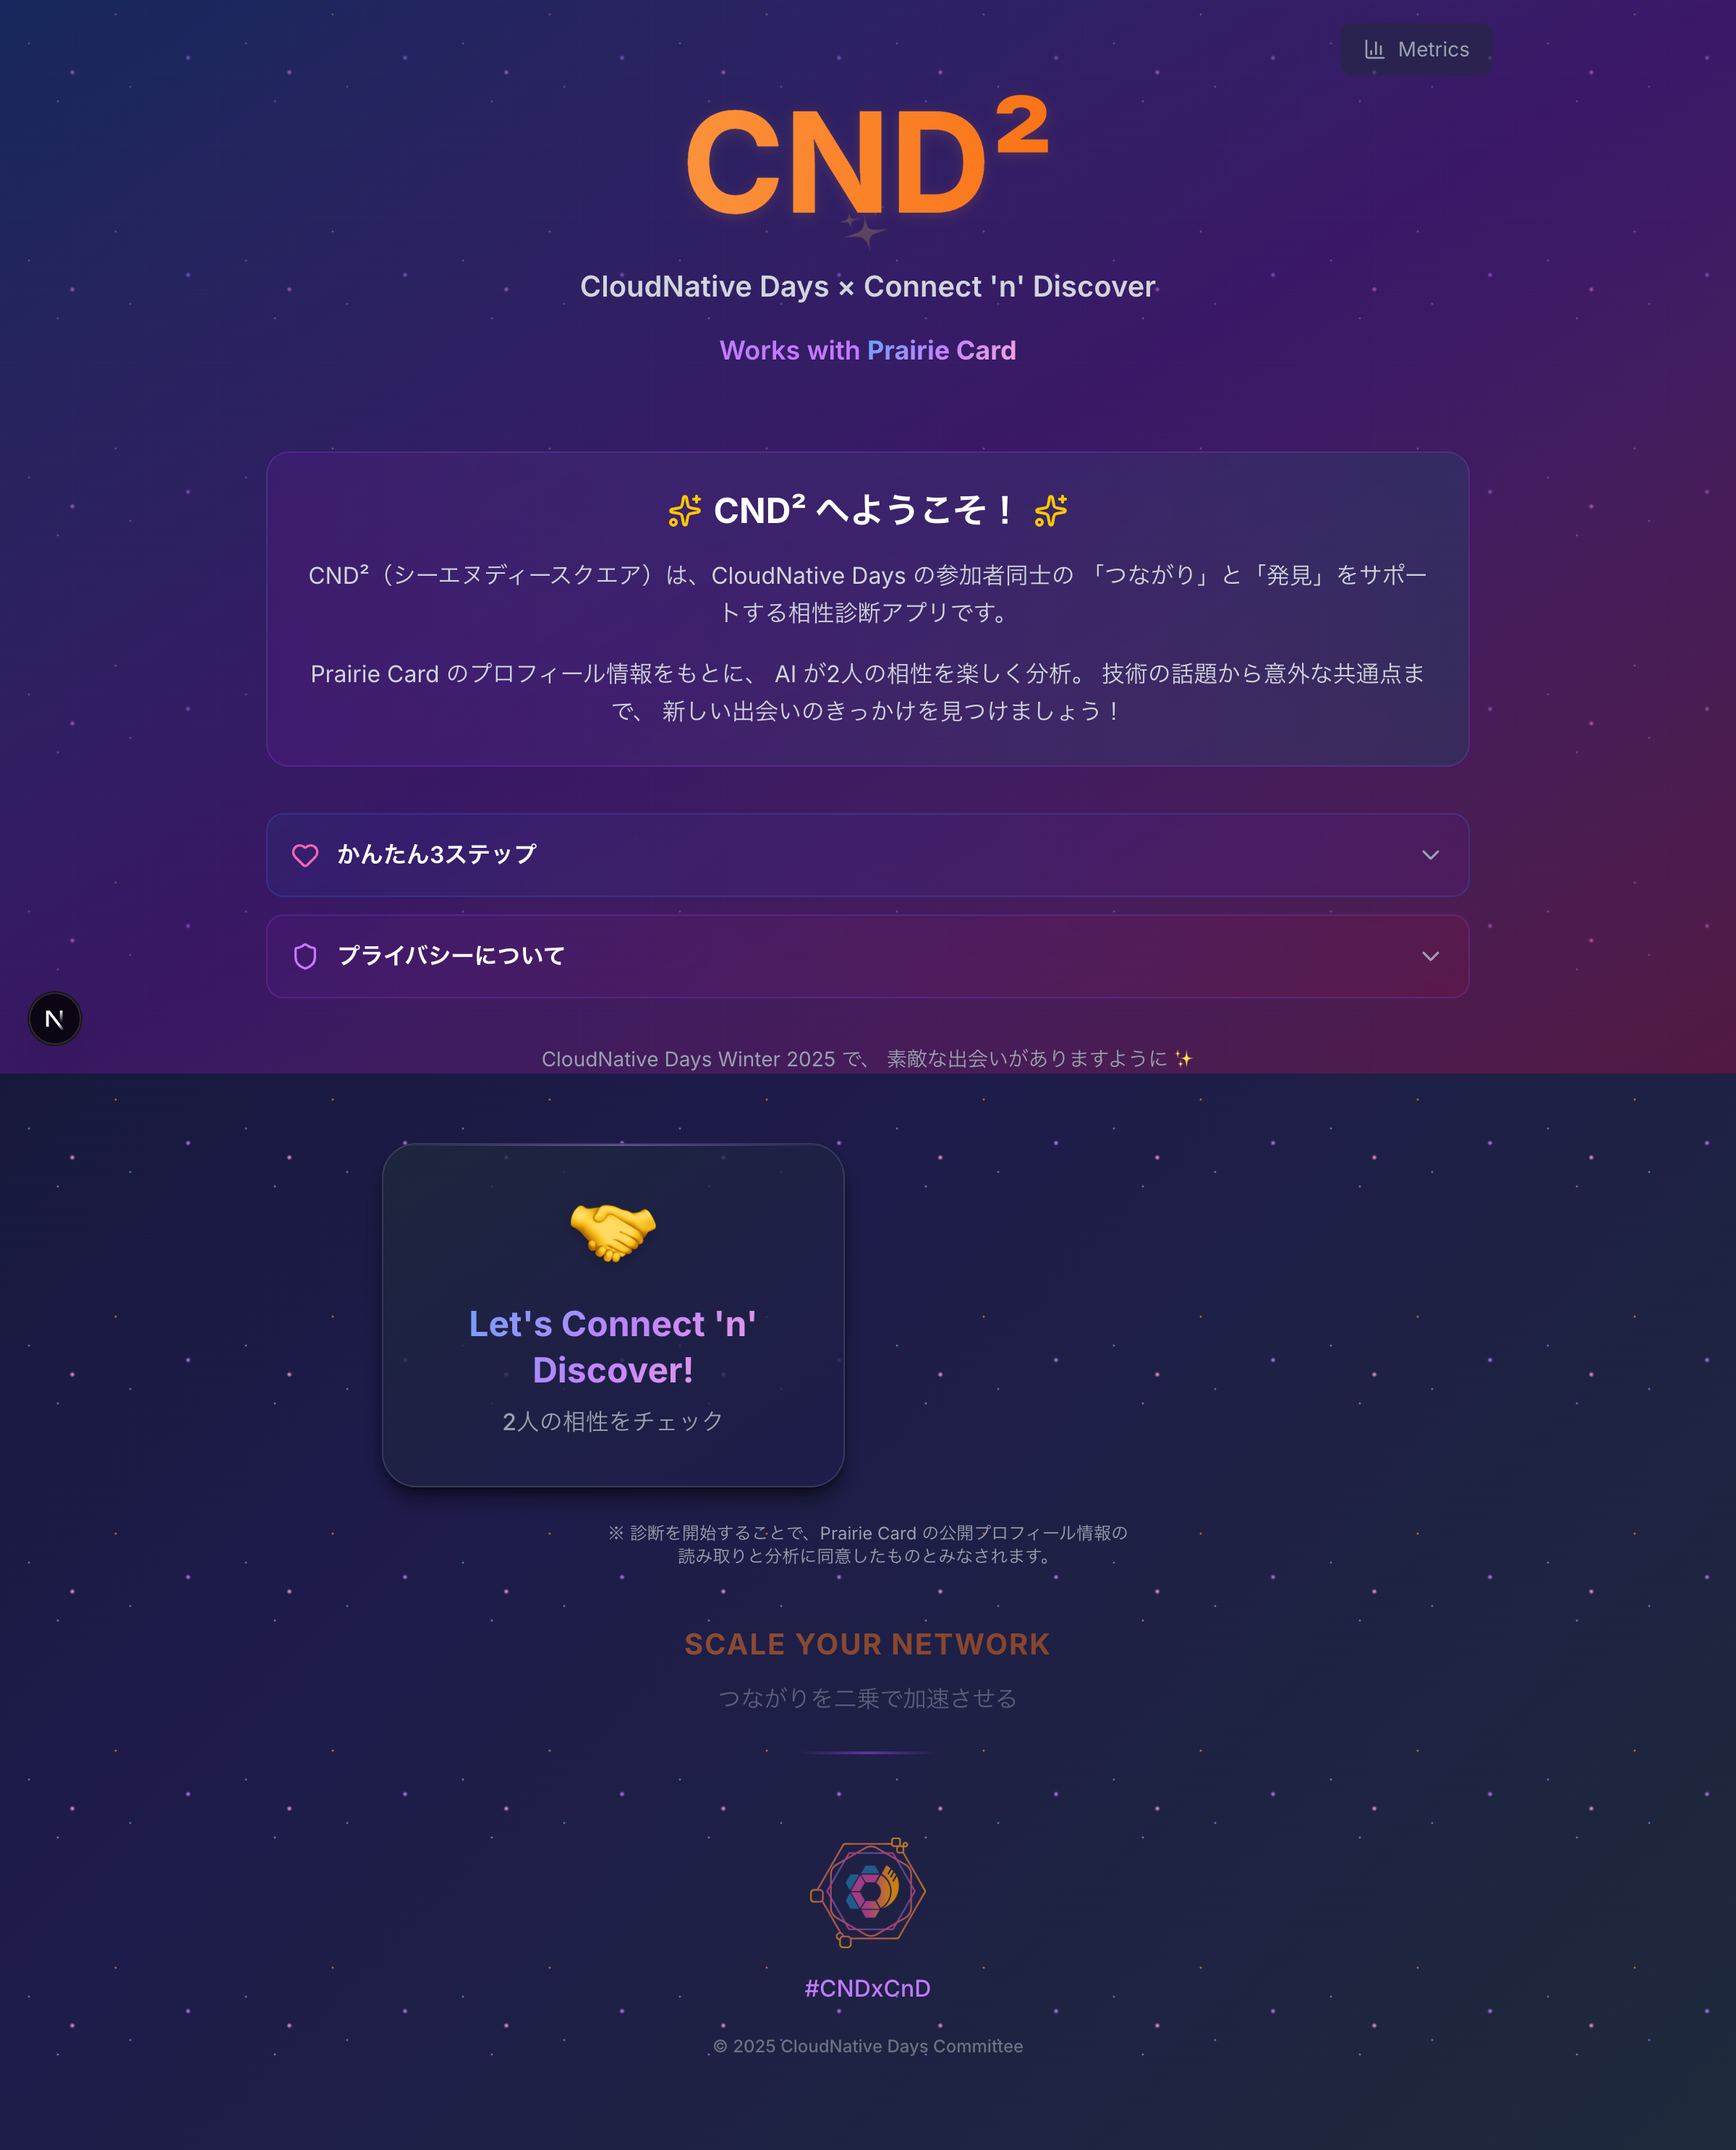 Metrics
CND²
CloudNative Days × Connect 'n' Discover
Works with Prairie Card
CND² へようこそ！
CND²（シーエヌディースクエア）は、CloudNative Days の参加者同士の 「つながり」と「発見」をサポー
トする相性診断アプリです。
Prairie Card のプロフィール情報をもとに、 AI が2人の相性を楽しく分析。 技術の話題から意外な共通点ま
で、 新しい出会いのきっかけを見つけましょう！
かんたん3ステップ
プライバシーについて
N
CloudNative Days Winter 2025 で、 素敵な出会いがありますように ✨
Let's Connect 'n'
Discover!
2人の相性をチェック
※ 診断を開始することで、Prairie Card の公開プロフィール情報の
読み取りと分析に同意したものとみなされます。
SCALE YOUR NETWORK
つながりを二乗で加速させる
#CNDxCnD
© 2025 CloudNative Days Committee